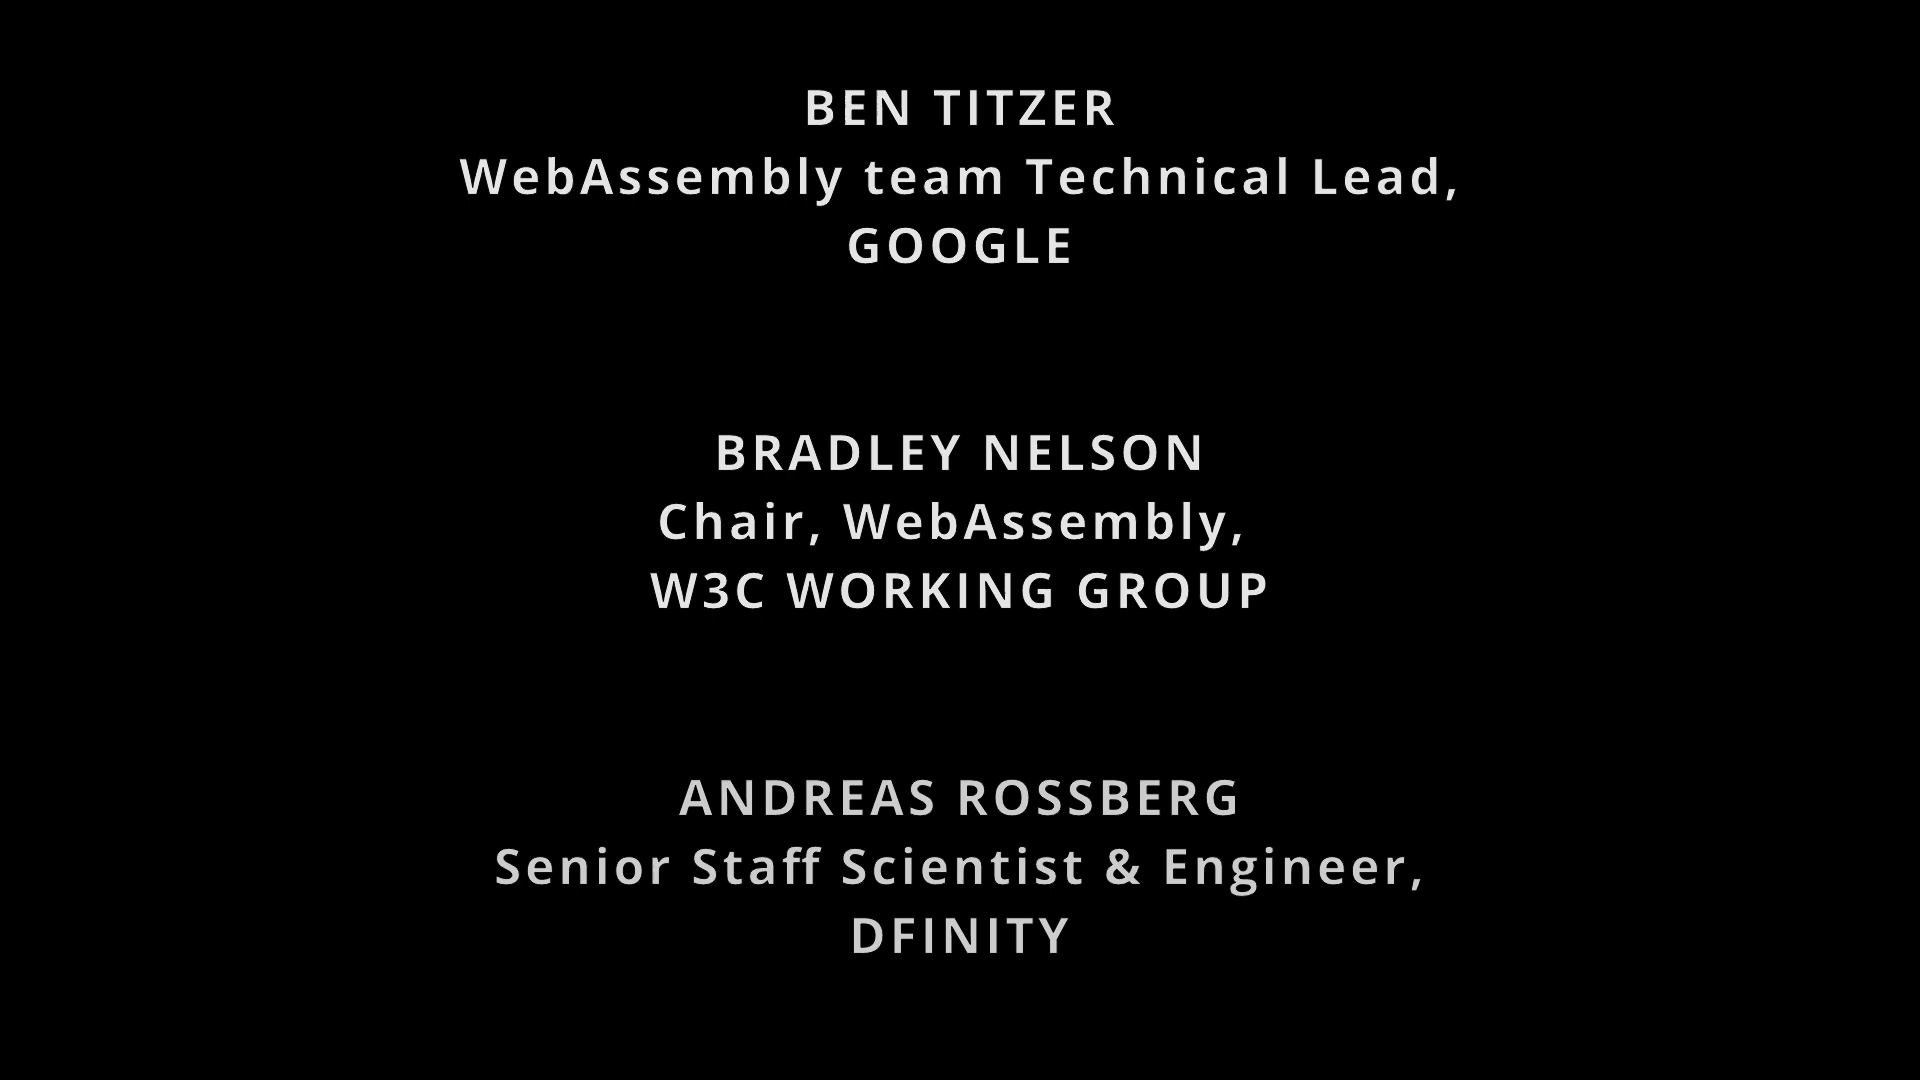 BEN TITZER
WebAssembly team Technical Lead,
GOOGLE
BRADLEY NELSON
Chair, WebAssembly,
W3C WORKING GROUP
ANDREAS ROSSBERG
Senior Staff Scientist & Engineer,
DFINITY